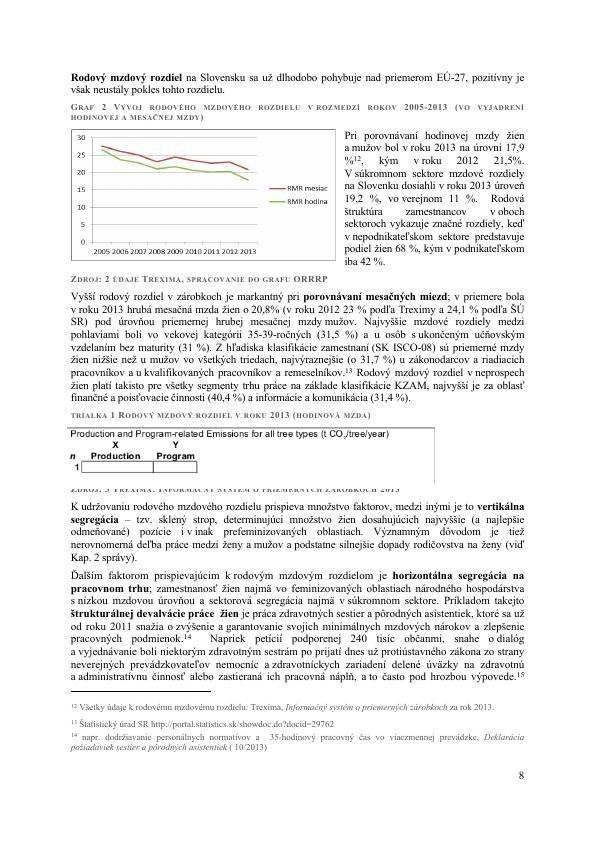 Rodový mzdový rozdiel na Slovensku sa už dlhodobo pohybuje nad priemerom EÚ-27, pozitívny je
však neustály pokles tohto rozdielu.
GRAF 2 VÝVOJ RODOVÉHO MZDOVÉHO ROZDIELU V ROZMEDZÍ ROKOV 2005-2013 (VO VYJADRENÍ
HODINOVEJ A MESAČNEJ MZDY)
30
25
20
15
10
5
0
2005 2006 2007 2008 2009 2010 2011 2012 2013
RMR mesiac
RMR hodina
Pri porovnávaní hodinovej mzdy žien
a mužov bol v roku 2013 na úrovni 17,9
%12, kým v roku 2012 21,5%.
V súkromnom sektore mzdové rozdiely
na Slovenku dosiahli v roku 2013 úroveň
19,2 %, vo verejnom 11 %. Rodová
štruktúra zamestnancov v oboch
sektoroch vykazuje značné rozdiely, keď
v nepodnikateľskom sektore predstavuje
podiel žien 68 %, kým v podnikateľskom
iba 42 %.
ZDROJ: 2 ÚDAJE TREXIMA, SPRACOVANIE DO GRAFU ORRRP
Vyšší rodový rozdiel v zárobkoch je markantný pri porovnávaní mesačných miezd; v priemere bola
v roku 2013 hrubá mesačná mzda žien o 20,8% (v roku 2012 23 % podľa Treximy a 24,1 % podľa ŠÚ
SR) pod úrovňou priemernej hrubej mesačnej mzdy mužov. Najvyššie mzdové rozdiely medzi
pohlaviami boli vo vekovej kategórii 35-39-ročných (31,5 %) a u osôb s ukončeným učňovským
vzdelaním bez maturity (31 %). Z hľadiska klasifikácie zamestnaní (SK ISCO-08) sú priemerné mzdy
žien nižšie než u mužov vo všetkých triedach, najvýraznejšie (o 31,7 %) u zákonodarcov a riadiacich
pracovníkov a u kvalifikovaných pracovníkov a remeselníkov.13 Rodový mzdový rozdiel v neprospech
žien platí takisto pre všetky segmenty trhu práce na základe klasifikácie KZAM, najvyšší je za oblasť
finančné a poisťovacie činnosti (40,4 %) a informácie a komunikácia (31,4 %).
TRIALKA 1 RODOVÝ MZDOVÝ ROZDIEL V ROKU 2013 (HODINOVÁ MZDA)
Production and Program-related Emissions for all tree types (t CO2/tree/year)
X Y
n Production Program
1
ZDROJ: 3 TREXIMA. INFORMAČNÝ SYSTÉM O PRIEMERNÝCH ZÁROBKOCH 2013
K udržovaniu rodového mzdového rozdielu prispieva množstvo faktorov, medzi inými je to vertikálna
segregácia – tzv. sklený strop, determinujúci množstvo žien dosahujúcich najvyššie (a najlepšie
odmeňované) pozície i v inak prefeminizovaných oblastiach. Významným dôvodom je tiež
nerovnomerná deľba práce medzi ženy a mužov a podstatne silnejšie dopady rodičovstva na ženy (viď
Kap. 2 správy).
Ďalším faktorom prispievajúcim k rodovým mzdovým rozdielom je horizontálna segregácia na
pracovnom trhu; zamestnanosť žien najmä vo feminizovaných oblastiach národného hospodárstva
s nízkou mzdovou úrovňou a sektorová segregácia najmä v súkromnom sektore. Príkladom takejto
štrukturálnej devalvácie práce žien je práca zdravotných sestier a pôrodných asistentiek, ktoré sa už
od roku 2011 snažia o zvýšenie a garantovanie svojich minimálnych mzdových nárokov a zlepšenie
pracovných podmienok.14 Napriek petícií podporenej 240 tisíc občanmi, snahe o dialóg
a vyjednávanie boli niektorým zdravotným sestrám po prijatí dnes už protiústavného zákona zo strany
neverejných prevádzkovateľov nemocníc a zdravotníckych zariadení delené úväzky na zdravotnú
a administratívnu činnosť alebo zastieraná ich pracovná náplň, a to často pod hrozbou výpovede.15
12 Všetky údaje k rodovému mzdovému rozdielu: Trexima, Informačný systém o priemerných zárobkoch za rok 2013.
13 Štatistický úrad SR http://portal.statistics.sk/showdoc.do?docid=29762
14 napr. dodržiavanie personálnych normatívov a 35-hodinový pracovný čas vo viaczmennej prevádzke, Deklarácia
požiadaviek sestier a pôrodných asistentiek ( 10/2013)
8